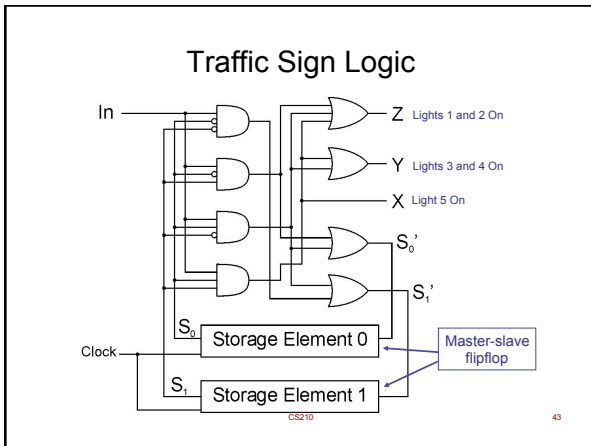 Traffic Sign Logic
In
Z Lights 1 and 2 On
Y Lights 3 and 4 On
X Light 5 On
S0'
S1'
S0
Storage Element 0
Clock
Master-slave
flipflop
S1
Storage Element 1
CS210
43